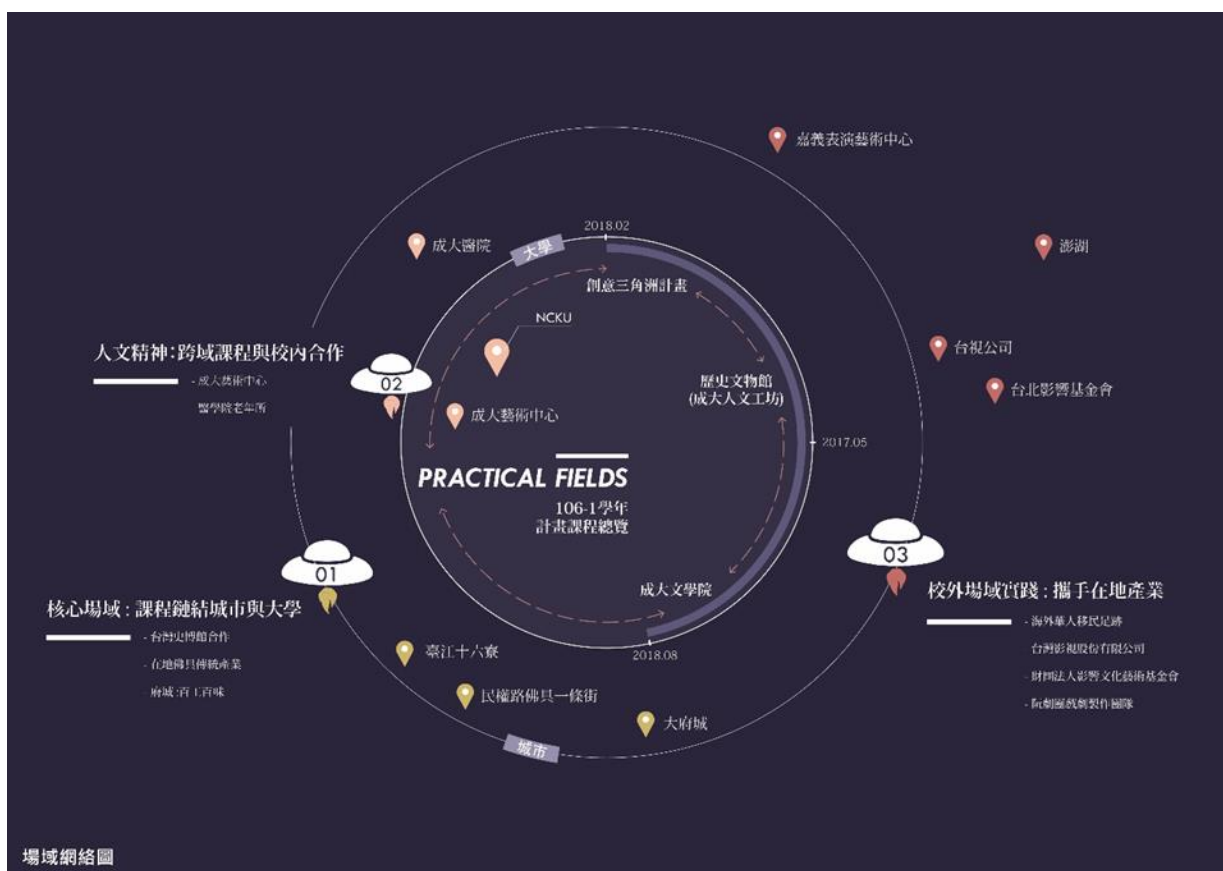 嘉義表演藝術中心
2018.02
大學
成大醫院
澎湖
創意三角洲計畫
NCKU
人文精神：跨域課程與校內合作
02
- 成大藝術中心
醫學院老年所
台視公司
歷史文物館
(成大人文工坊)
台北影響基金會
成大藝術中心
2017.05
PRACTICAL FIELDS
106-1學年
計畫課程總覽
01
03
核心場域：課程鏈結城市與大學
- 台灣史博館合作
- 在地佛具傳統產業
- 府城：百工百味
成大文學院
校外場域實踐：攜手在地產業
- 海外華人移民足跡
台灣影視股份有限公司
- 財團法人影響文化藝術基金會
- 阮劇團戲劇製作團隊
臺江十六寮
2018.08
民權路佛具一條街
大府城
城市
場域網絡圖